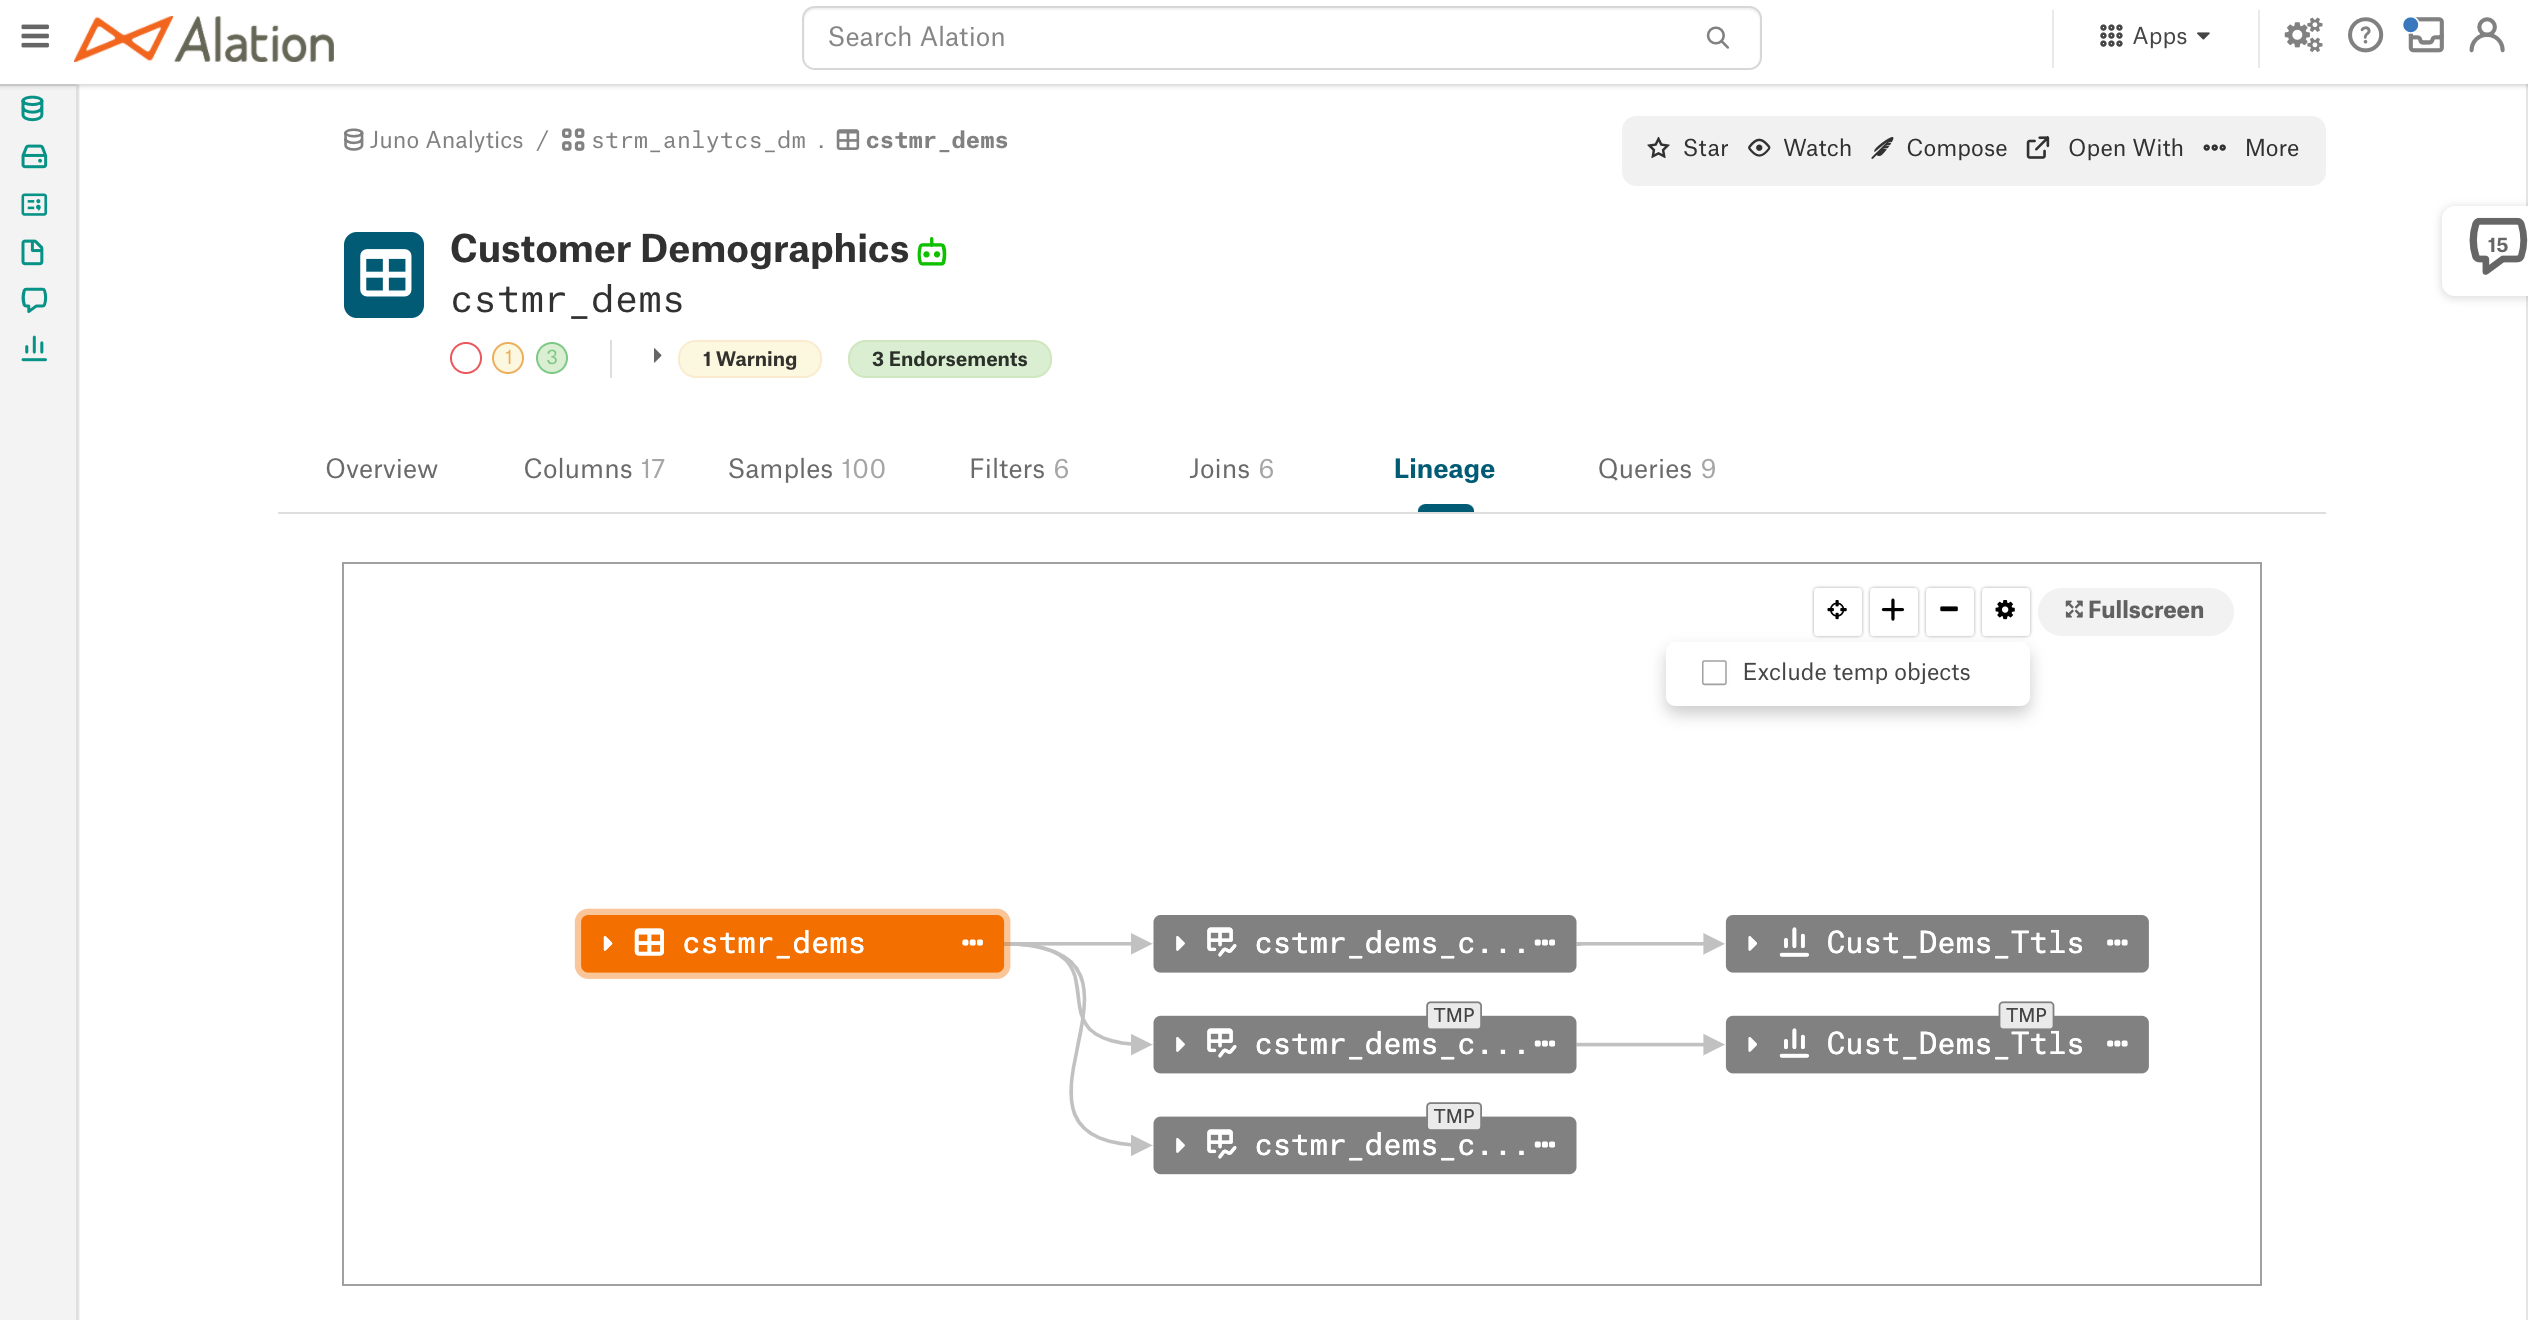 Alation
Search Alation
Apps
Juno Analytics / strm_anlytcs_dm . cstmr_dems
Star Watch Compose Open With More
15
Customer Demographics
cstmr_dems
1 3 1 Warning 3 Endorsements
Overview Columns 17 Samples 100 Filters 6 Joins 6 Lineage Queries 9
Fullscreen
Exclude temp objects
cstmr_dems cstmr_dems_c... Cust_Dems_Ttls
TMP TMP
cstmr_dems_c... Cust_Dems_Ttls
TMP
cstmr_dems_c...